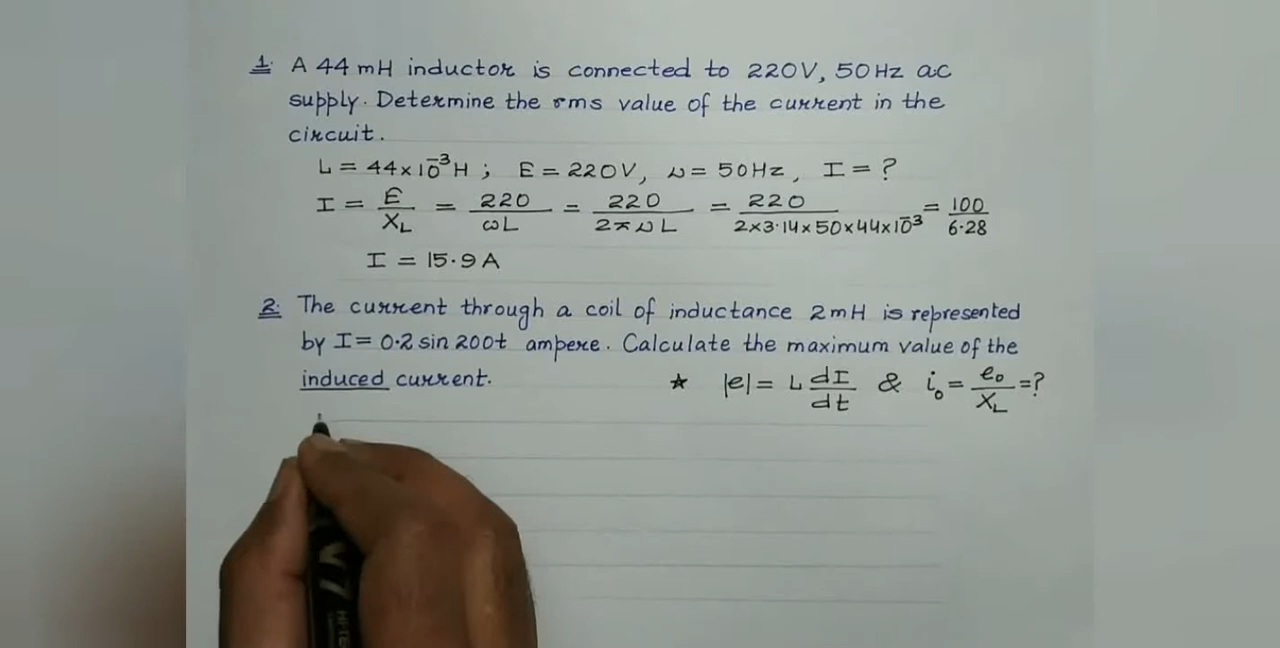 1. A 44 mH inductor is connected to 220V, 50Hz ac
supply. Determine the rms value of the current in the
circuit.
L = 44×10⁻³H ; E = 220V, ν = 50Hz, I = ?
I = E/X_L = 220/ωL = 220/2πνL = 220/2×3.14×50×44×10⁻³ = 100/6.28
I = 15.9A
2. The current through a coil of inductance 2mH is represented
by I = 0.2 sin 200t ampere. Calculate the maximum value of the
induced current.
★ |e| = L dI/dt & i₀ = e₀/X_L = ?
V7